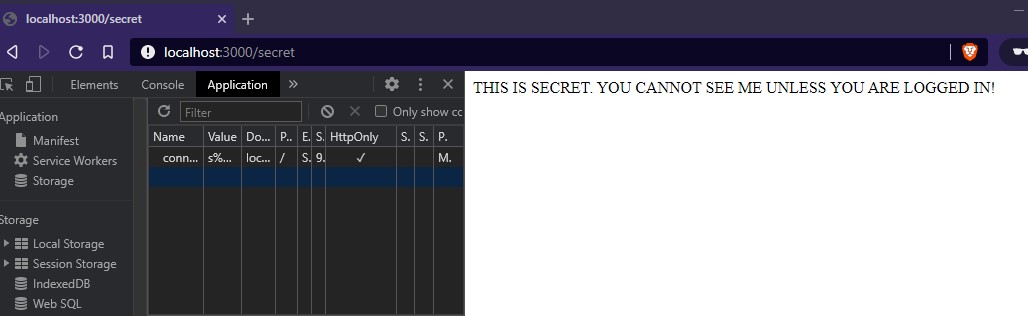 localhost:3000/secret
localhost:3000/secret
Elements Console Application »
Application
Manifest
Service Workers
Storage
Storage
Local Storage
Session Storage
IndexedDB
Web SQL
Filter
Only show co
Name Value Do... P.. E. S. HttpOnly S. S. P.
conn... s%... loc... / S. 9. ✓ M.
THIS IS SECRET. YOU CANNOT SEE ME UNLESS YOU ARE LOGGED IN!